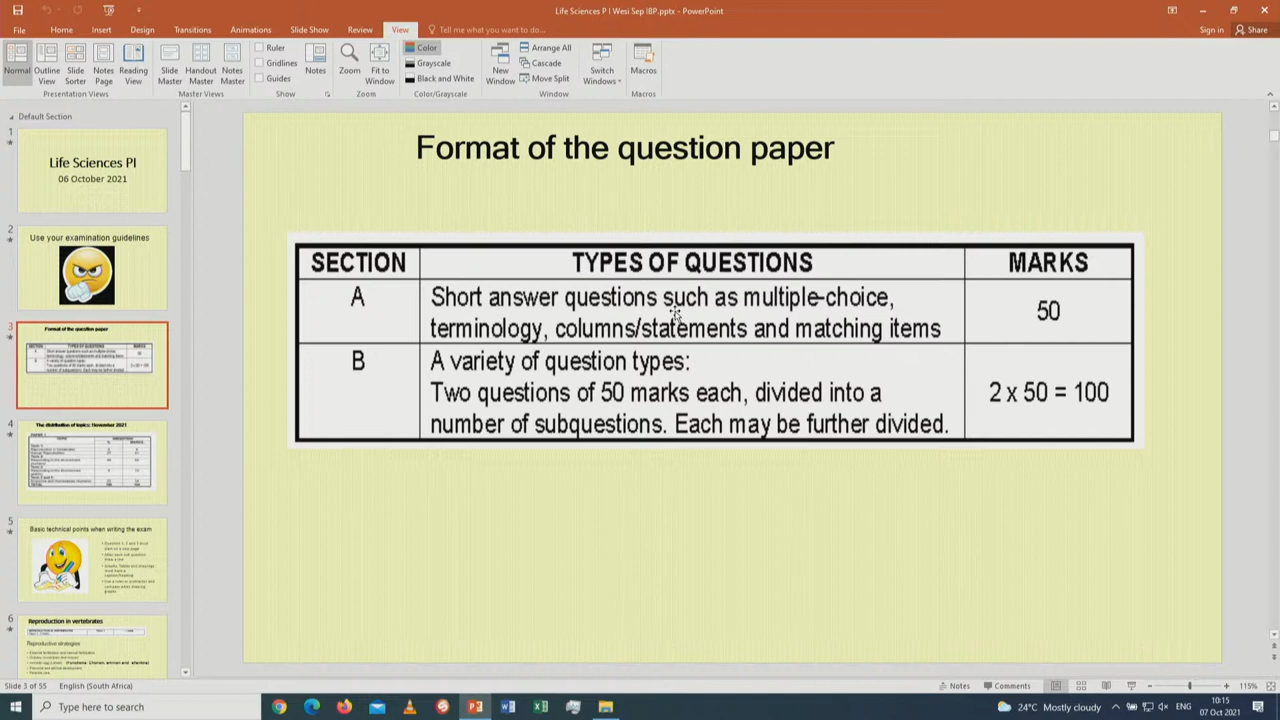 Life Sciences P I Wesi Sep IBP.pptx - PowerPoint
File Home Insert Design Transitions Animations Slide Show Review View Tell me what you want to do...
Sign in Share
Normal Outline View Slide Sorter Notes Page Reading View
Presentation Views
Slide Master Handout Master Notes Master
Master Views
Ruler
Gridlines
Guides
Show
Notes
Zoom Fit to Window
Zoom
Color
Grayscale
Black and White
Color/Grayscale
New Window
Arrange All
Cascade
Move Split
Window
Switch Windows
Macros
Macros
Default Section
1
Life Sciences PI
06 October 2021
2
Use your examination guidelines
3
Format of the question paper
4
The distribution of topics: November 2021
5
Basic technical points when writing the exam
6
Reproduction in vertebrates
Reproductive strategies
Format of the question paper
SECTION TYPES OF QUESTIONS MARKS
A Short answer questions such as multiple-choice, terminology, columns/statements and matching items 50
B A variety of question types:
Two questions of 50 marks each, divided into a
number of subquestions. Each may be further divided. 2 x 50 = 100
Slide 3 of 55 English (South Africa) Notes Comments 115%
Type here to search
24°C Mostly cloudy ENG
10:15
07 Oct 2021